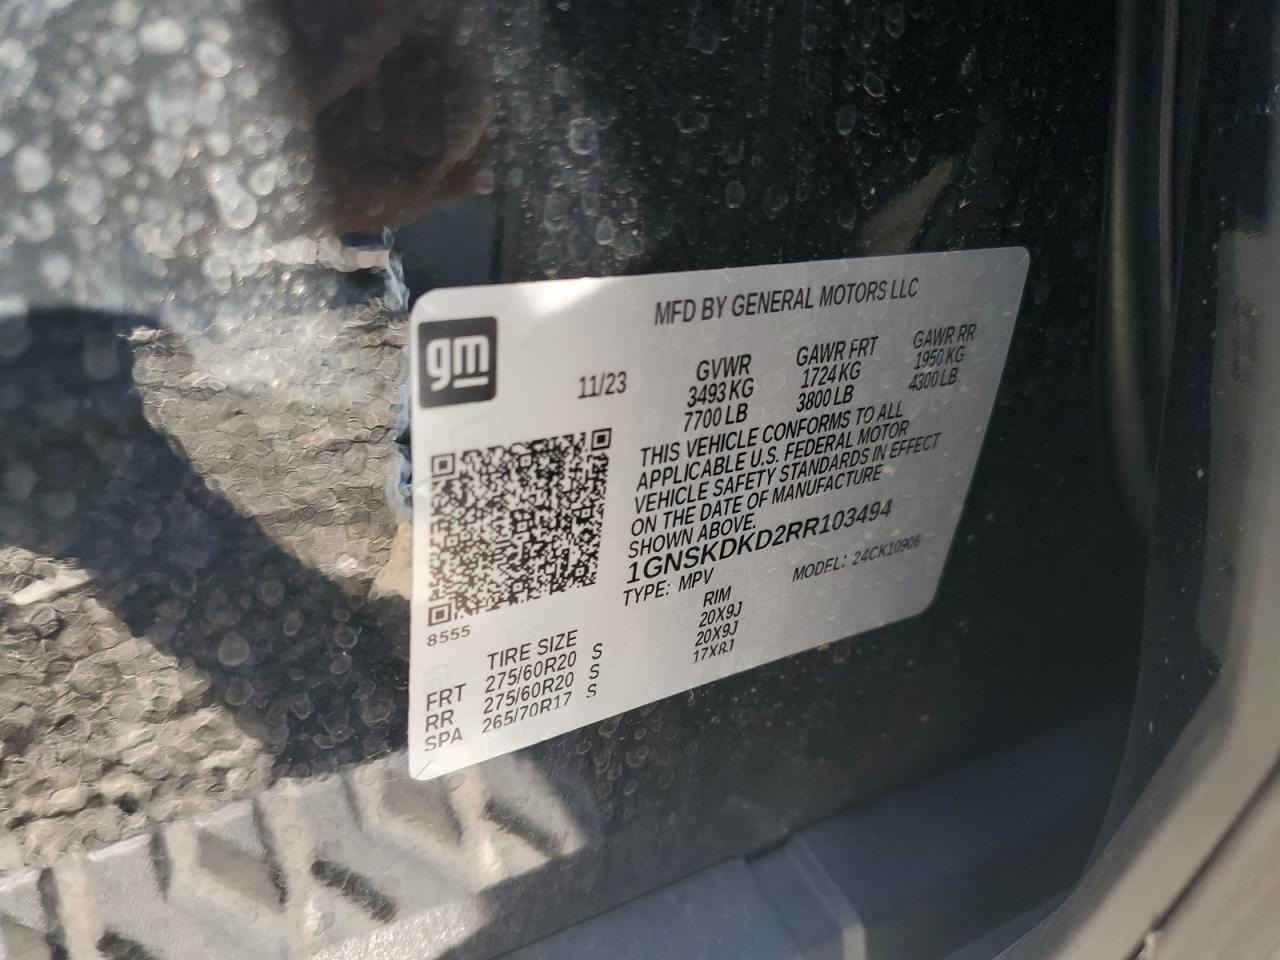 MFD BY GENERAL MOTORS LLC
gm
11/23
GVWR GAWR FRT GAWR RR
3493 KG 1724 KG 1950 KG
7700 LB 3800 LB 4300 LB
THIS VEHICLE CONFORMS TO ALL
APPLICABLE U.S. FEDERAL MOTOR
VEHICLE SAFETY STANDARDS IN EFFECT
ON THE DATE OF MANUFACTURE
SHOWN ABOVE.
1GNSKDKD2RR103494
TYPE: MPV MODEL: 24CK10906
8555
TIRE SIZE RIM
FRT 275/60R20 S 20X9J
RR 275/60R20 S 20X9J
SPA 265/70R17 S 17X8J